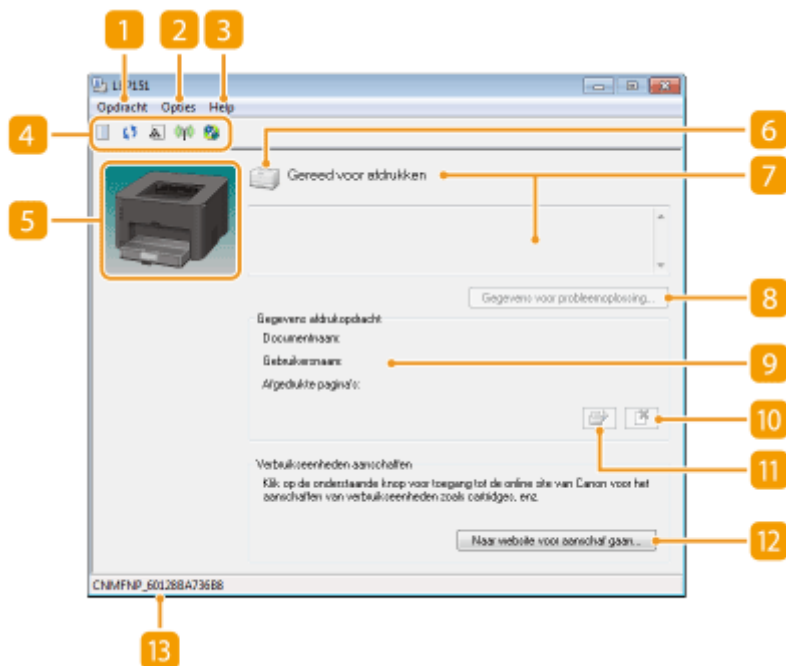 1 2 3
LBP151
Opdracht Opties Help
4
5
6
Gereed voor afdrukken
7
Gegevens voor probleemoplossing...
8
Gegevens afdrukopdracht
Documentnaam:
Gebruikersnaam:
9
Afgedrukte pagina's:
10
11
Verbruikseenheden aanschaffen
Klik op de onderstaande knop voor toegang tot de online site van Canon voor het
aanschaffen van verbruikseenheden zoals cartridges, enz.
Naar website voor aanschaf gaan...
12
CNMFNP_60128BA736B8
13